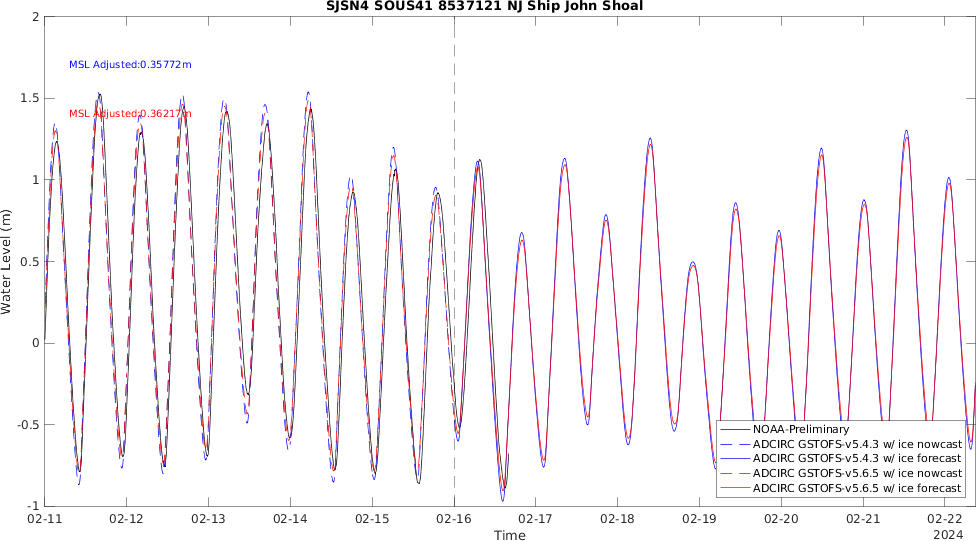 SJSN4 SOUS41 8537121 NJ Ship John Shoal
2
MSL Adjusted:0.35772m
1.5
MSL Adjusted:0.36217m
1
0.5
Water Level (m)
0
-0.5
NOAA-Preliminary
ADCIRC GSTOFS-v5.4.3 w/ ice nowcast
ADCIRC GSTOFS-v5.4.3 w/ ice forecast
ADCIRC GSTOFS-v5.6.5 w/ ice nowcast
ADCIRC GSTOFS-v5.6.5 w/ ice forecast
-1
02-11 02-12 02-13 02-14 02-15 02-16 02-17 02-18 02-19 02-20 02-21 02-22
2024
Time